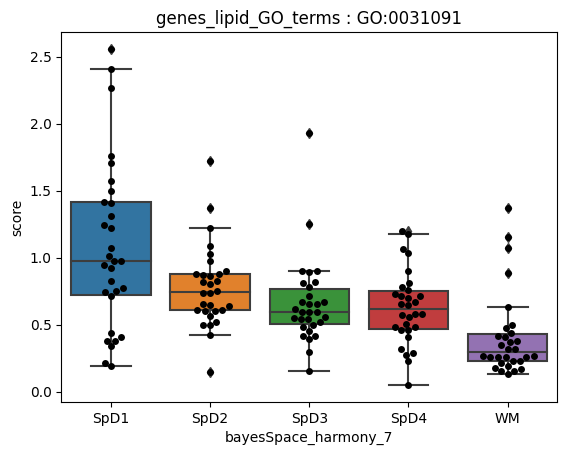 genes_lipid_GO_terms : GO:0031091
2.5
2.0
1.5
1.0
0.5
0.0
score
SpD1 SpD2 SpD3 SpD4 WM
bayesSpace_harmony_7